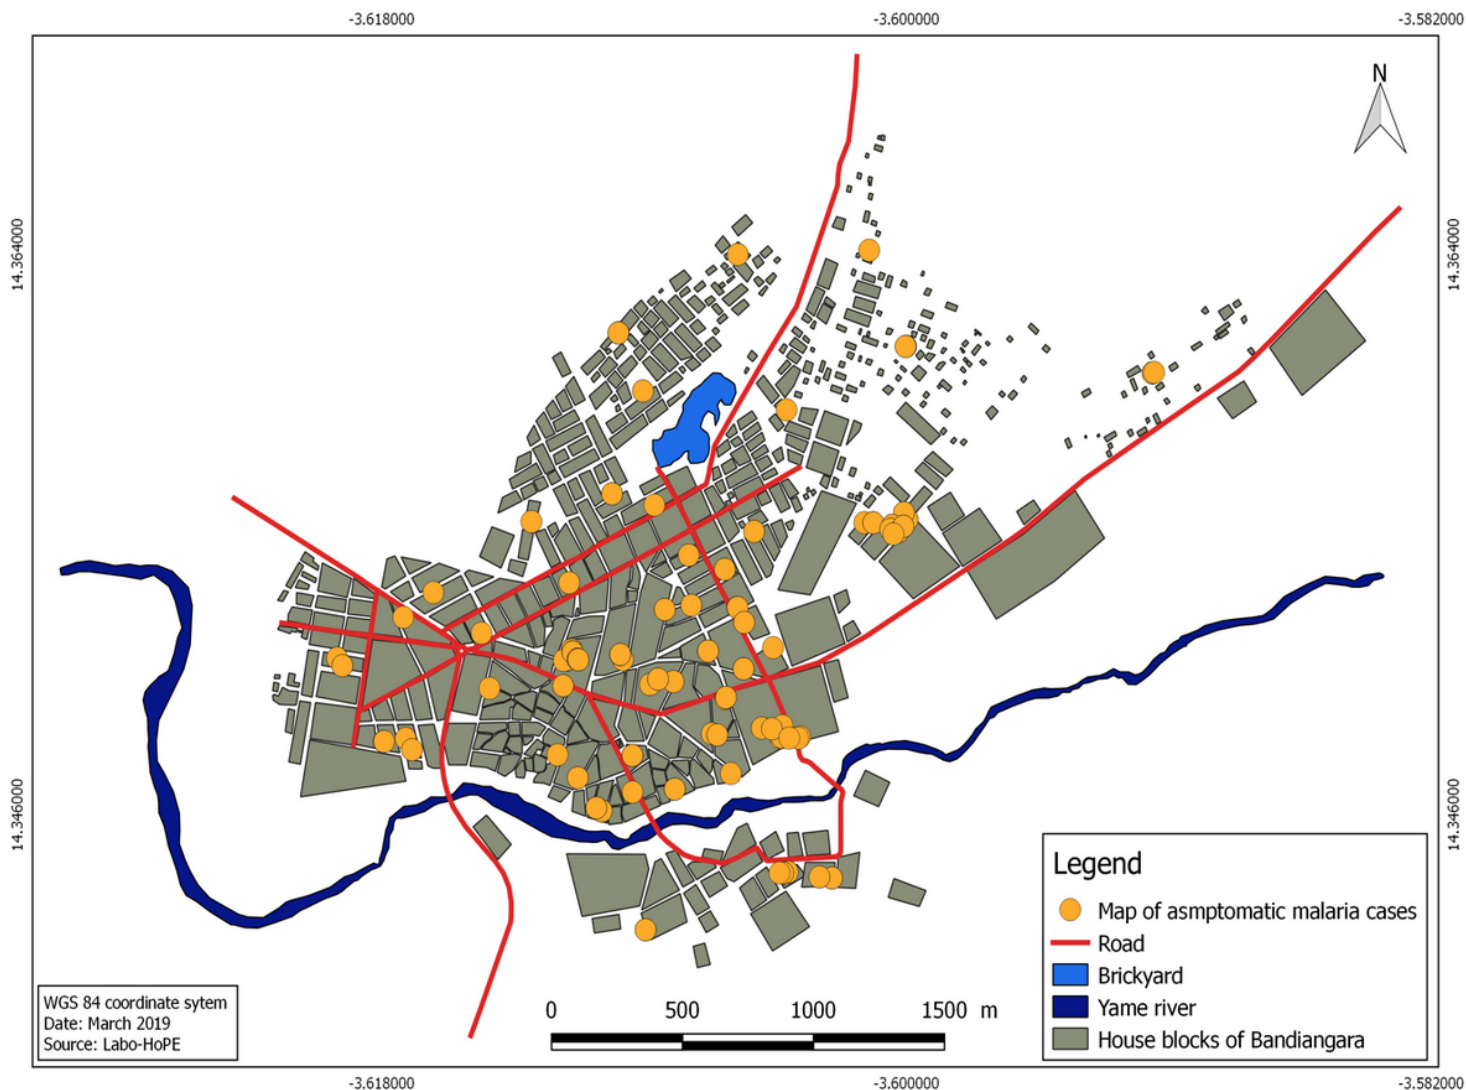 -3.618000 -3.600000 -3.582000
N
14.364000 14.364000
14.346000 14.346000
Legend
Map of asmptomatic malaria cases
Road
Brickyard
Yame river
House blocks of Bandiangara
WGS 84 coordinate sytem
Date: March 2019
Source: Labo-HoPE
0 500 1000 1500 m
-3.618000 -3.600000 -3.582000